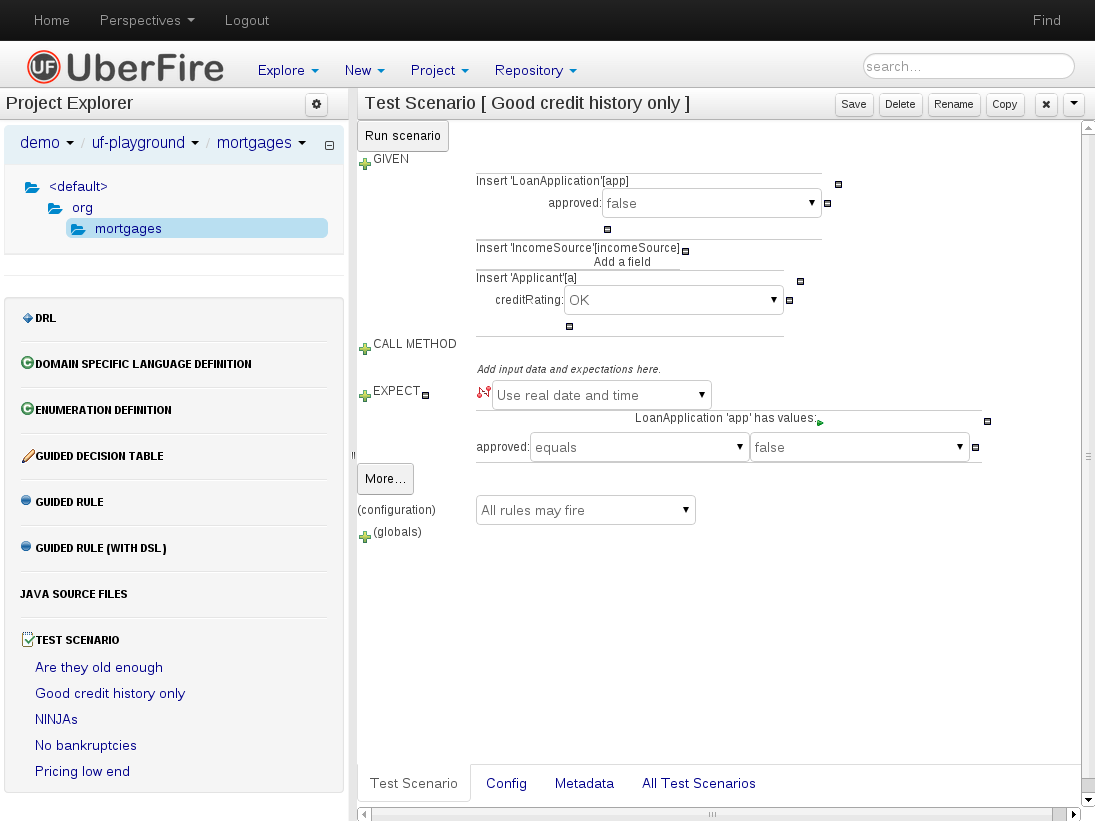 Home Perspectives Logout Find
UF UberFire Explore New Project Repository search...
Project Explorer
demo / uf-playground / mortgages
<default>
org
mortgages
DRL
DOMAIN SPECIFIC LANGUAGE DEFINITION
ENUMERATION DEFINITION
GUIDED DECISION TABLE
GUIDED RULE
GUIDED RULE (WITH DSL)
JAVA SOURCE FILES
TEST SCENARIO
Are they old enough
Good credit history only
NINJAs
No bankruptcies
Pricing low end
Test Scenario [ Good credit history only ] Save Delete Rename Copy
Run scenario
GIVEN
Insert 'LoanApplication'[app]
approved: false
Insert 'IncomeSource'[incomeSource]
Add a field
Insert 'Applicant'[a]
creditRating: OK
CALL METHOD
Add input data and expectations here.
EXPECT Use real date and time
LoanApplication 'app' has values:
approved: equals false
More...
(configuration) All rules may fire
(globals)
Test Scenario Config Metadata All Test Scenarios